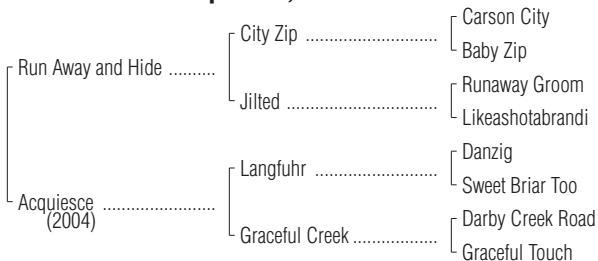 Carson City
City Zip ..............................
Baby Zip
Run Away and Hide ..........
Runaway Groom
Jilted ..................................
Likeashotabrandi
Danzig
Langfuhr ...........................
Sweet Briar Too
Acquiesce ........................
(2004)
Darby Creek Road
Graceful Creek ..................
Graceful Touch